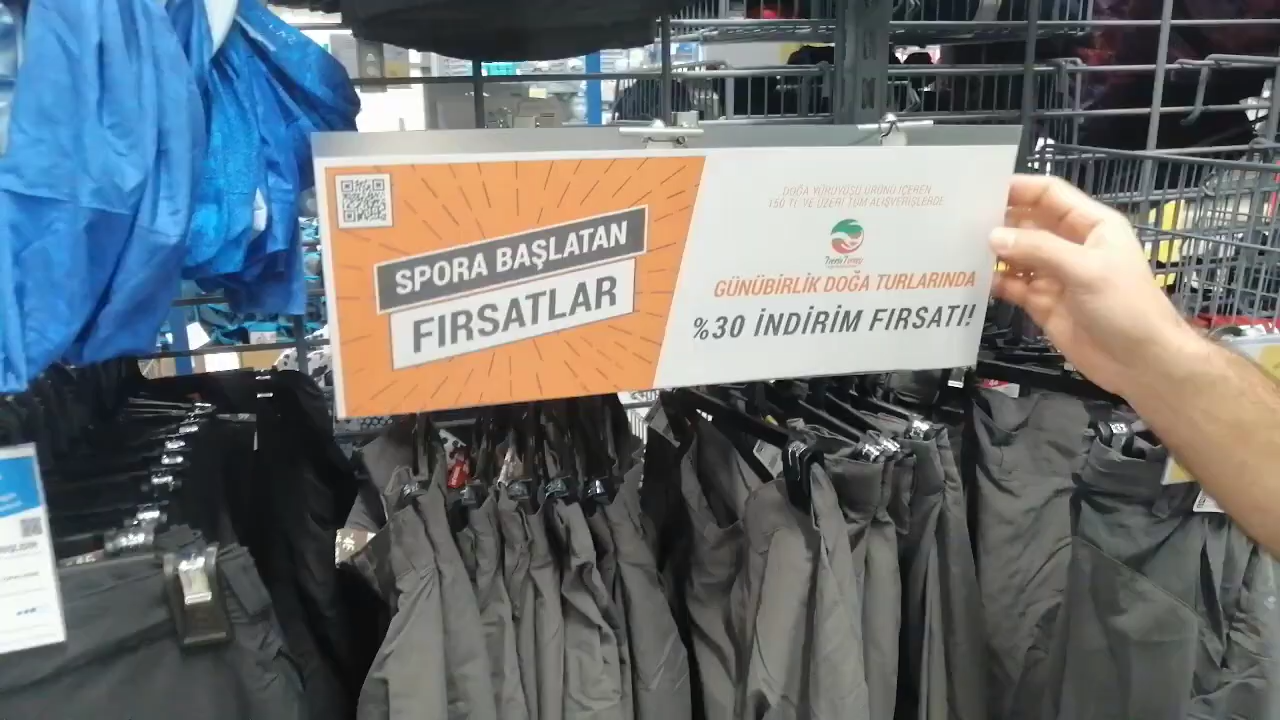 SPORA BAŞLATAN
FIRSATLAR
DOĞA YÜRÜYÜŞÜ ÜRÜNÜ İÇEREN
150 TL VE ÜZERİ TÜM ALIŞVERİŞLERDE
GÜNÜBİRLİK DOĞA TURLARINDA
%30 İNDİRİM FIRSATI!